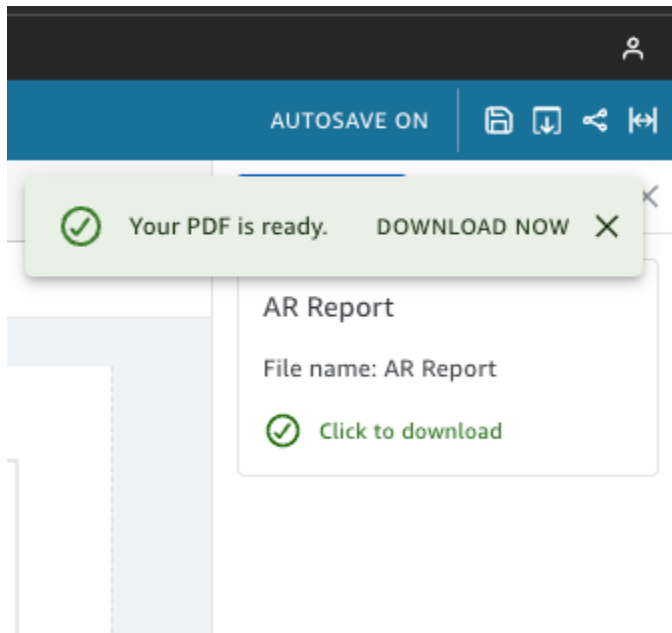 AUTOSAVE ON
Your PDF is ready. DOWNLOAD NOW
AR Report
File name: AR Report
Click to download